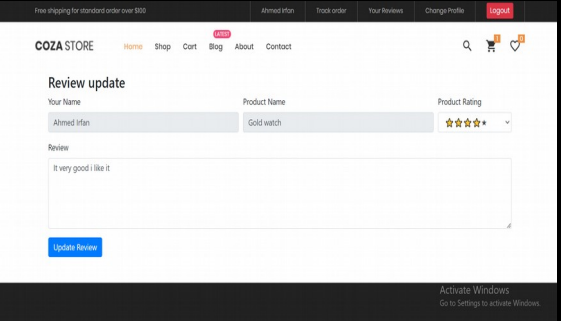 Free shipping for standard order over $100
Ahmed Irfan
Track order
Your Reviews
Change Profile
Logout
LATEST
COZA STORE
Home
Shop
Cart
Blog
About
Contact
1
0
Review update
Your Name
Product Name
Product Rating
Ahmed Irfan
Gold watch
Review
It very good i like it
Update Review
Activate Windows
Go to Settings to activate Windows.